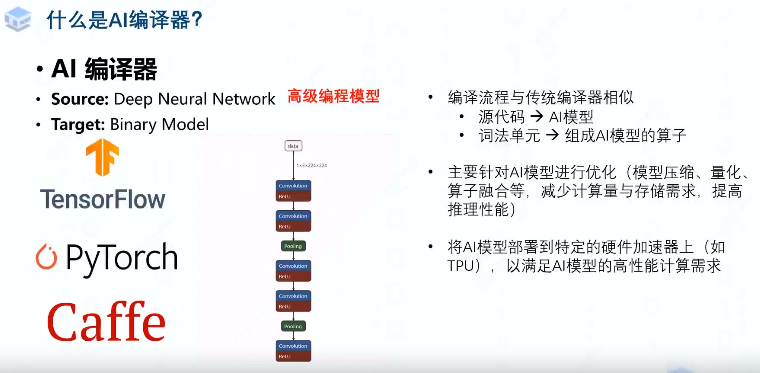 什么是AI编译器?
• AI 编译器
• Source: Deep Neural Network 高级编程模型
• Target: Binary Model
TensorFlow
PyTorch
Caffe
data
1×3×224×224
Convolution
ReLU
Convolution
ReLU
Pooling
Convolution
ReLU
Convolution
ReLU
Pooling
Convolution
ReLU
• 编译流程与传统编译器相似
• 源代码 → AI模型
• 词法单元 → 组成AI模型的算子
• 主要针对AI模型进行优化（模型压缩、量化、
算子融合等，减少计算量与存储需求，提高
推理性能）
• 将AI模型部署到特定的硬件加速器上（如
TPU），以满足AI模型的高性能计算需求